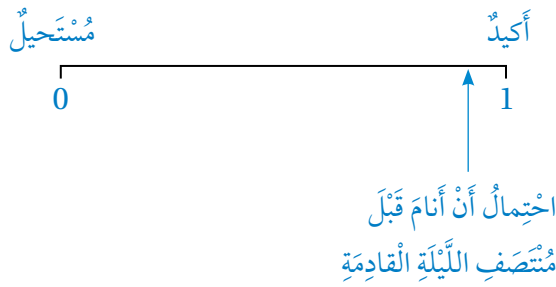 أَكيدٌ
مُسْتَحيلٌ
0
1
احْتِمالُ أَنْ أَنامَ قَبْلَ
مُنْتَصَفِ اللَّيْلَةِ الْقادِمَةِ